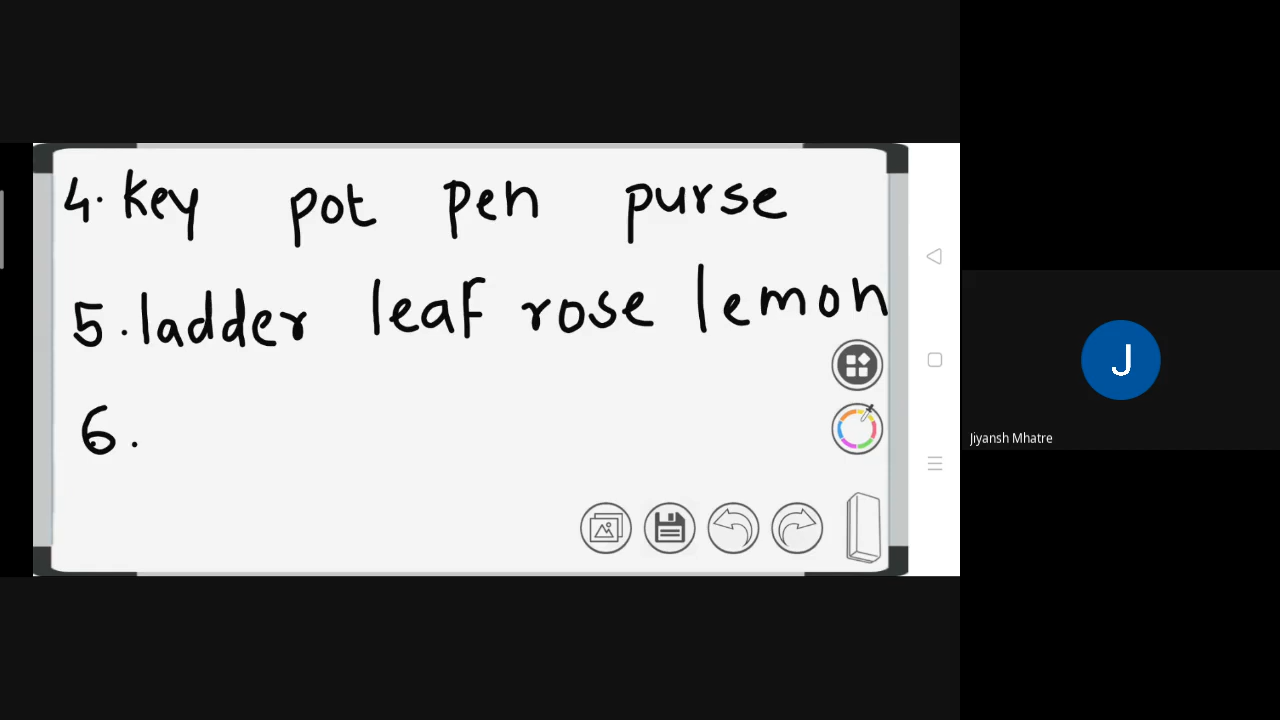 4. key pot pen purse
5. ladder leaf rose lemon
6.
J
Jiyansh Mhatre